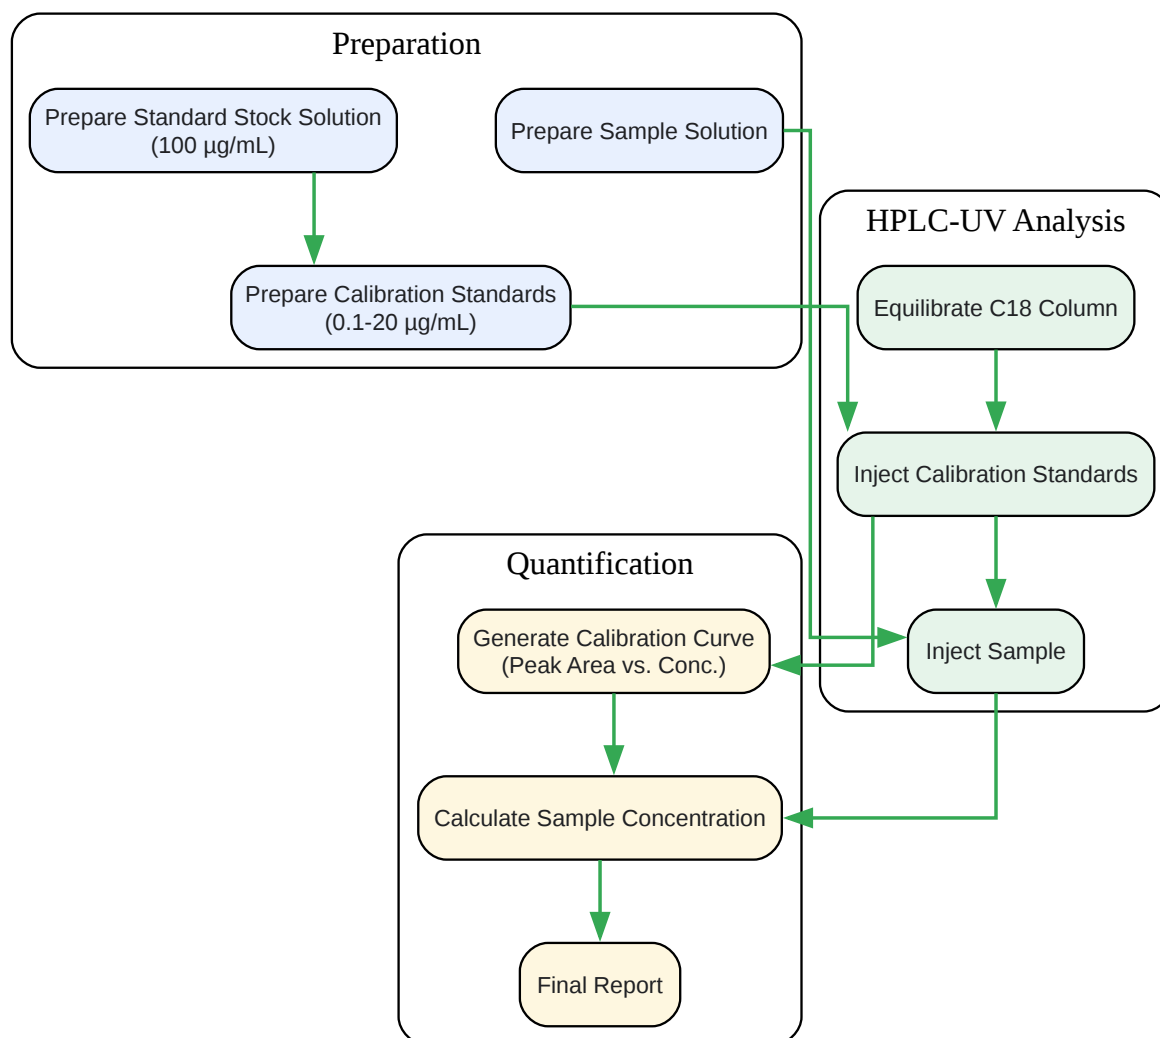 Preparation
Prepare Standard Stock Solution
(100 µg/mL)
Prepare Sample Solution
Prepare Calibration Standards
(0.1-20 µg/mL)
HPLC-UV Analysis
Equilibrate C18 Column
Inject Calibration Standards
Inject Sample
Quantification
Generate Calibration Curve
(Peak Area vs. Conc.)
Calculate Sample Concentration
Final Report